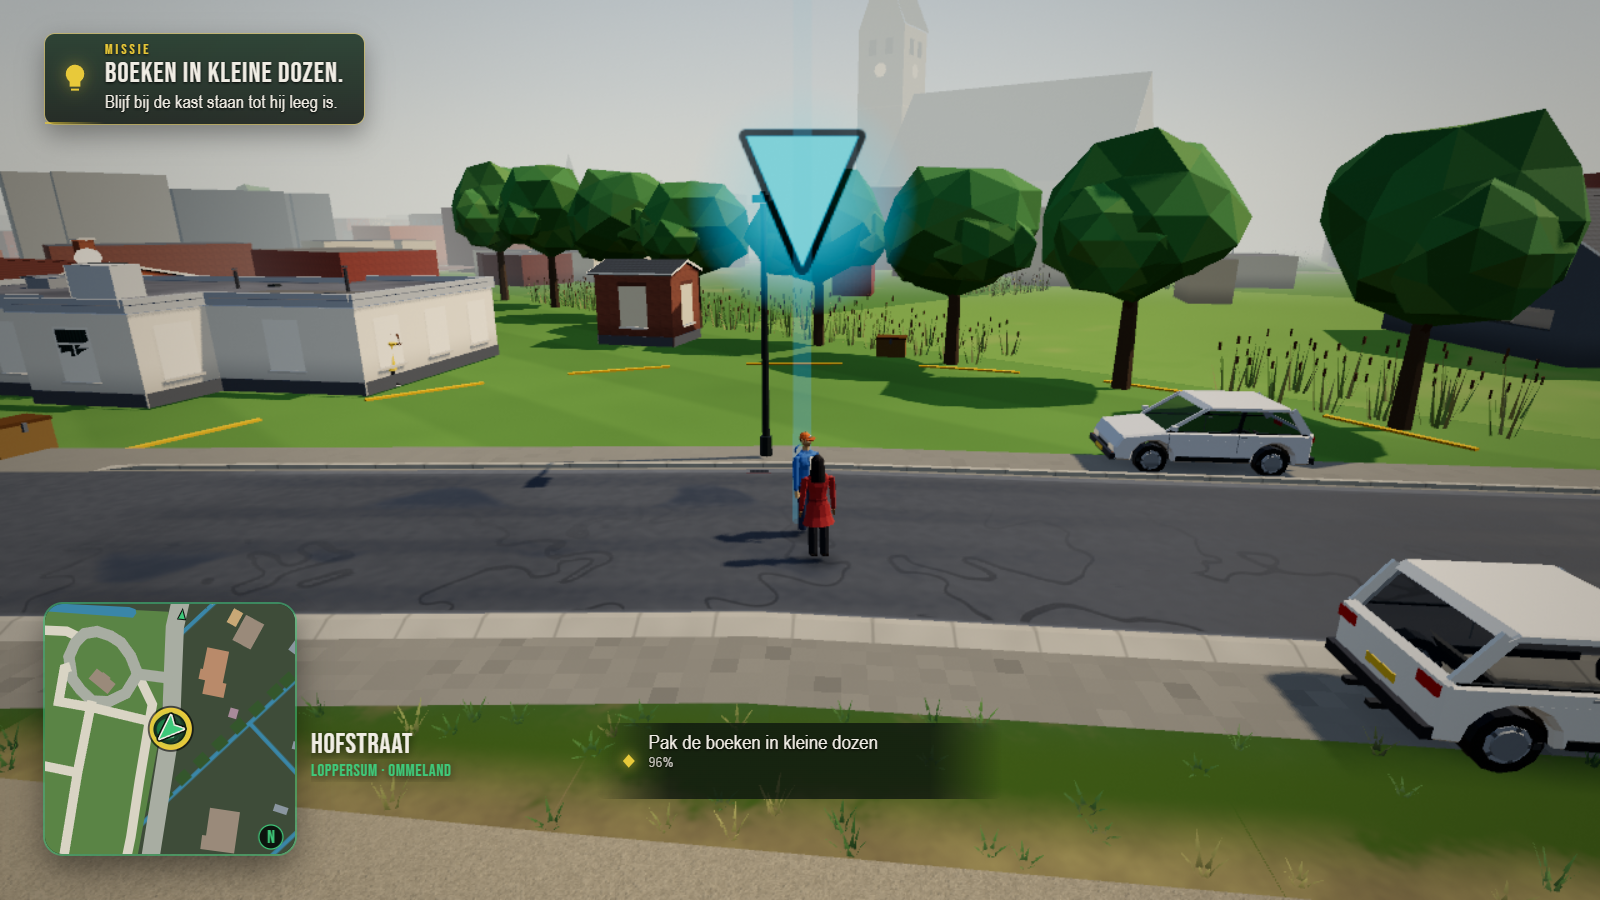 MISSIE
BOEKEN IN KLEINE DOZEN.
Blijf bij de kast staan tot hij leeg is.
HOFSTRAAT
LOPPERSUM · OMMELAND
N
Pak de boeken in kleine dozen
96%